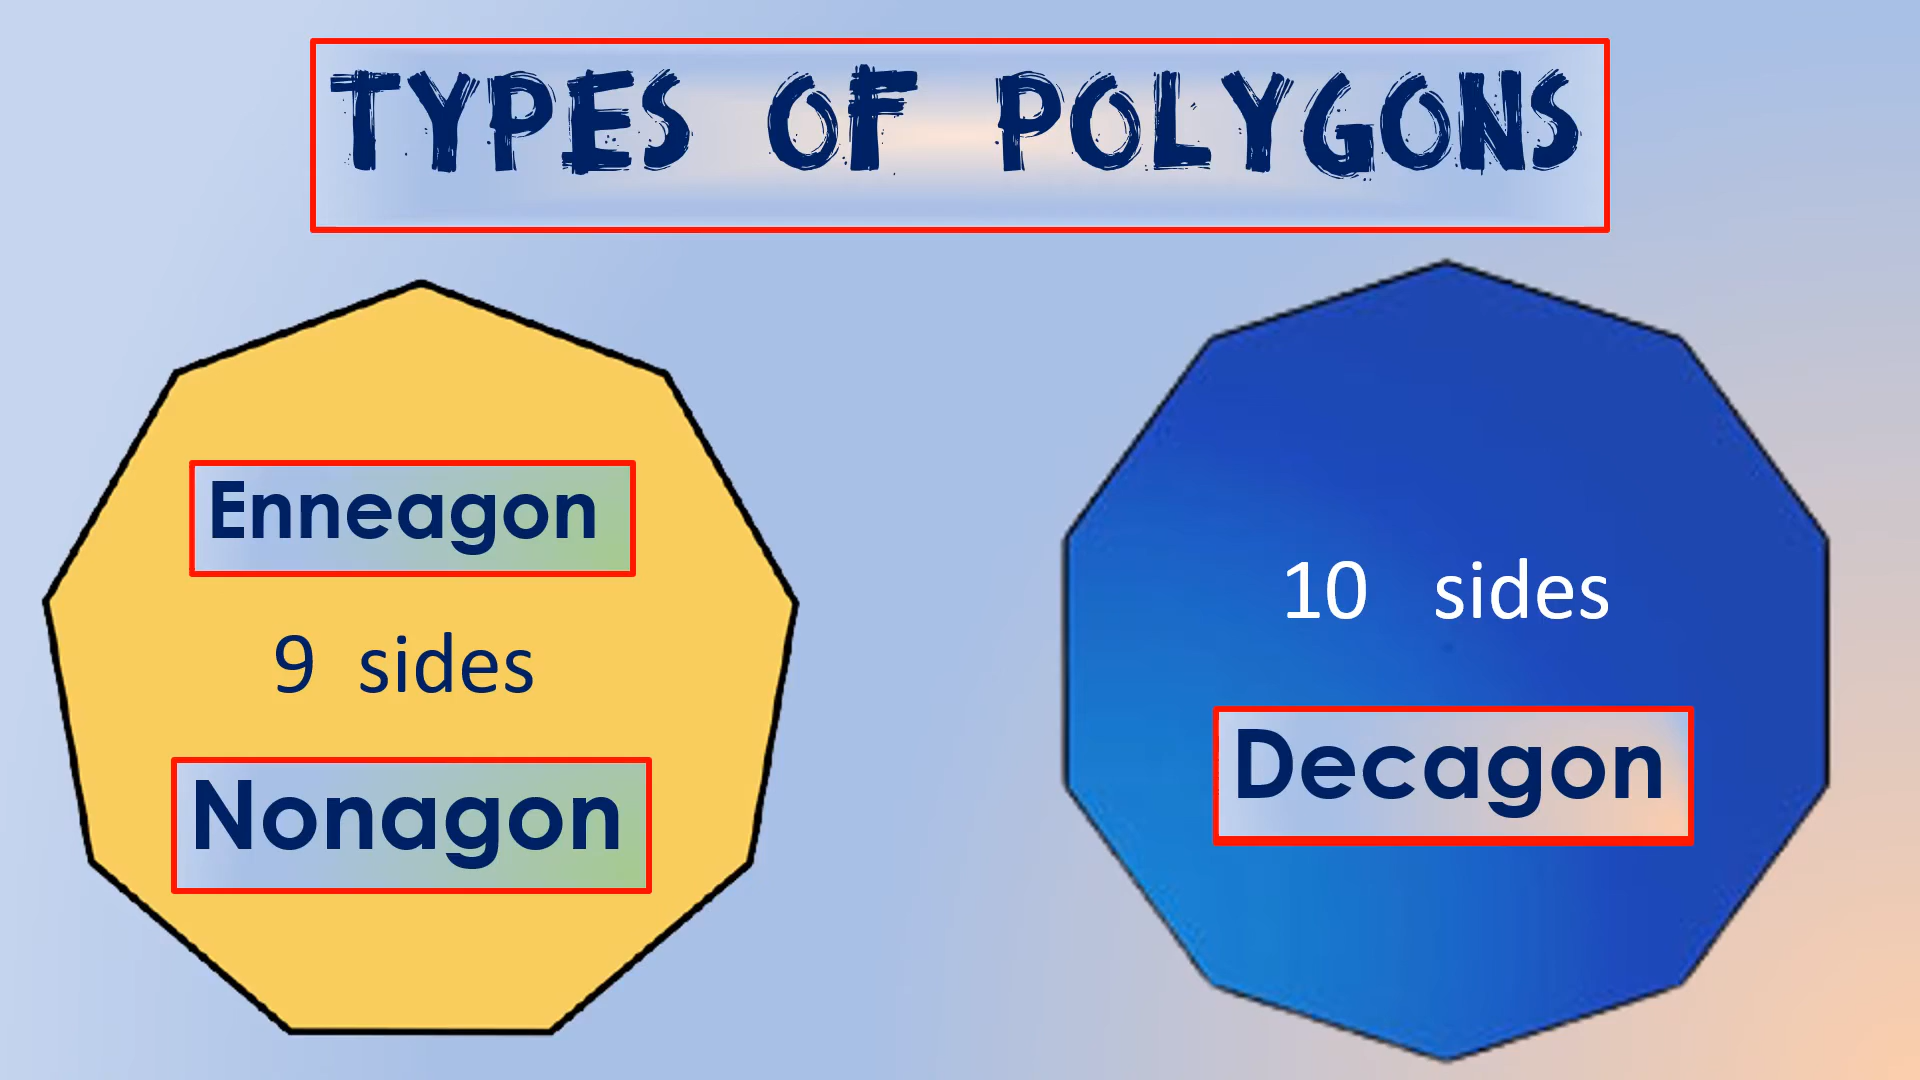 TYPES OF POLYGONS
Enneagon
9 sides
Nonagon
10 sides
Decagon